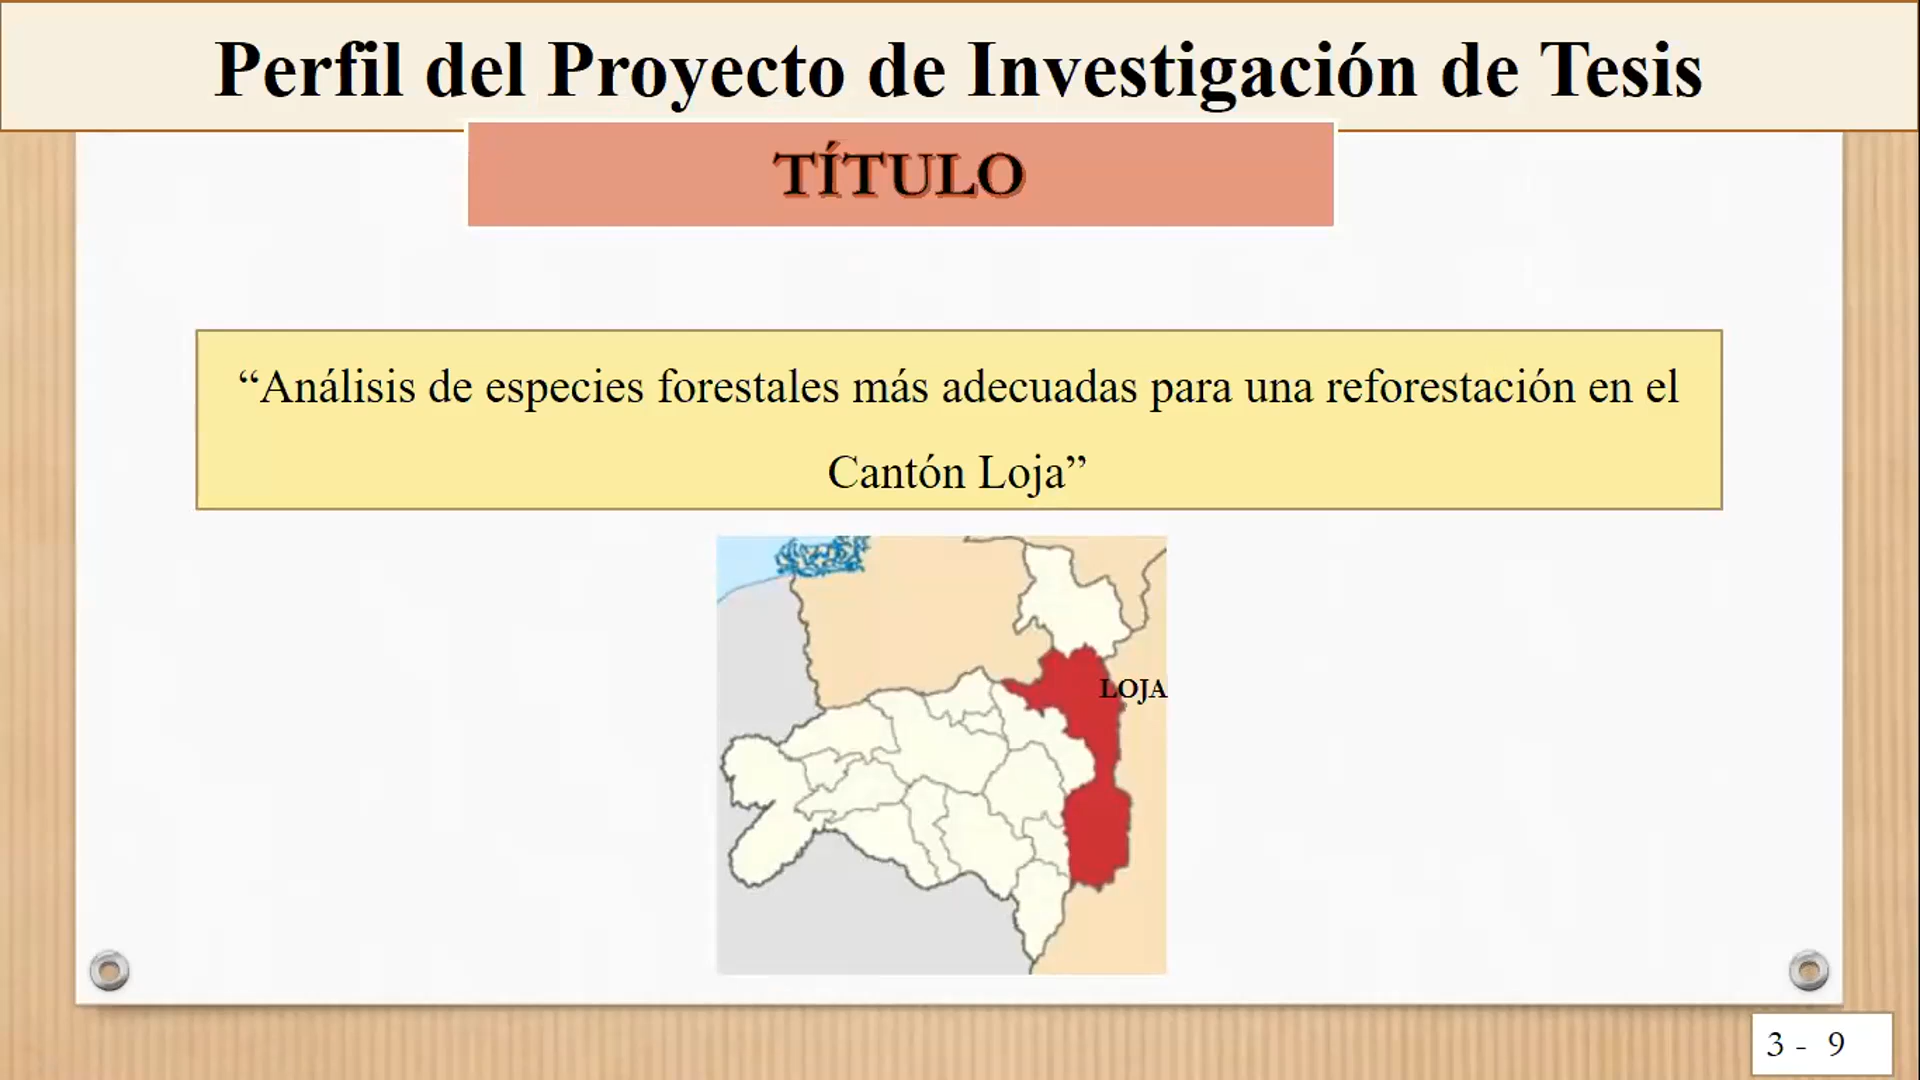 Perfil del Proyecto de Investigación de Tesis
TÍTULO
“Análisis de especies forestales más adecuadas para una reforestación en el
Cantón Loja”
LOJA
3 - 9